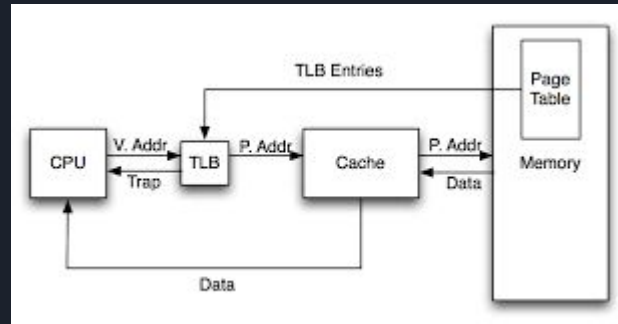 TLB Entries
Page
Table
V. Addr
P. Addr
P. Addr
CPU
TLB
Cache
Memory
Trap
Data
Data